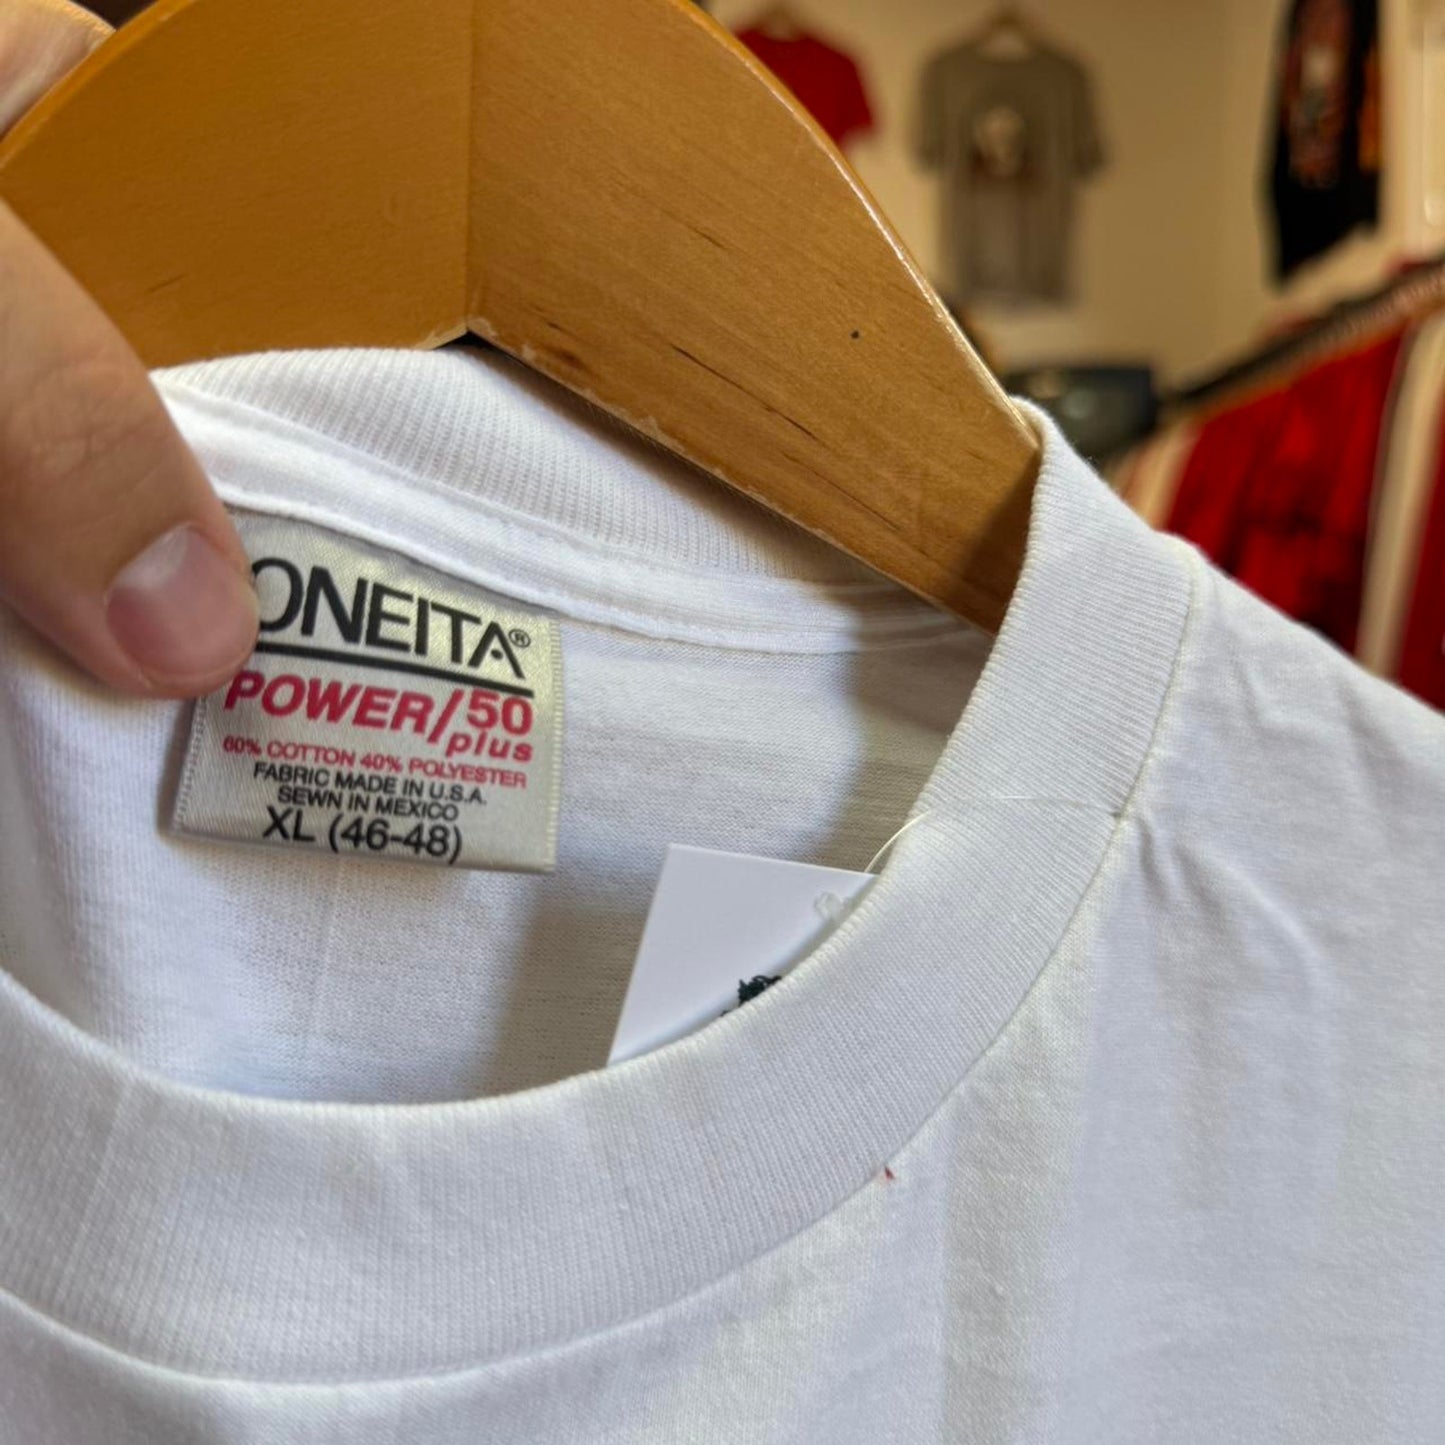 ONEITA®
POWER/50
plus
60% COTTON 40% POLYESTER
FABRIC MADE IN U.S.A.
SEWN IN MEXICO
XL (46-48)